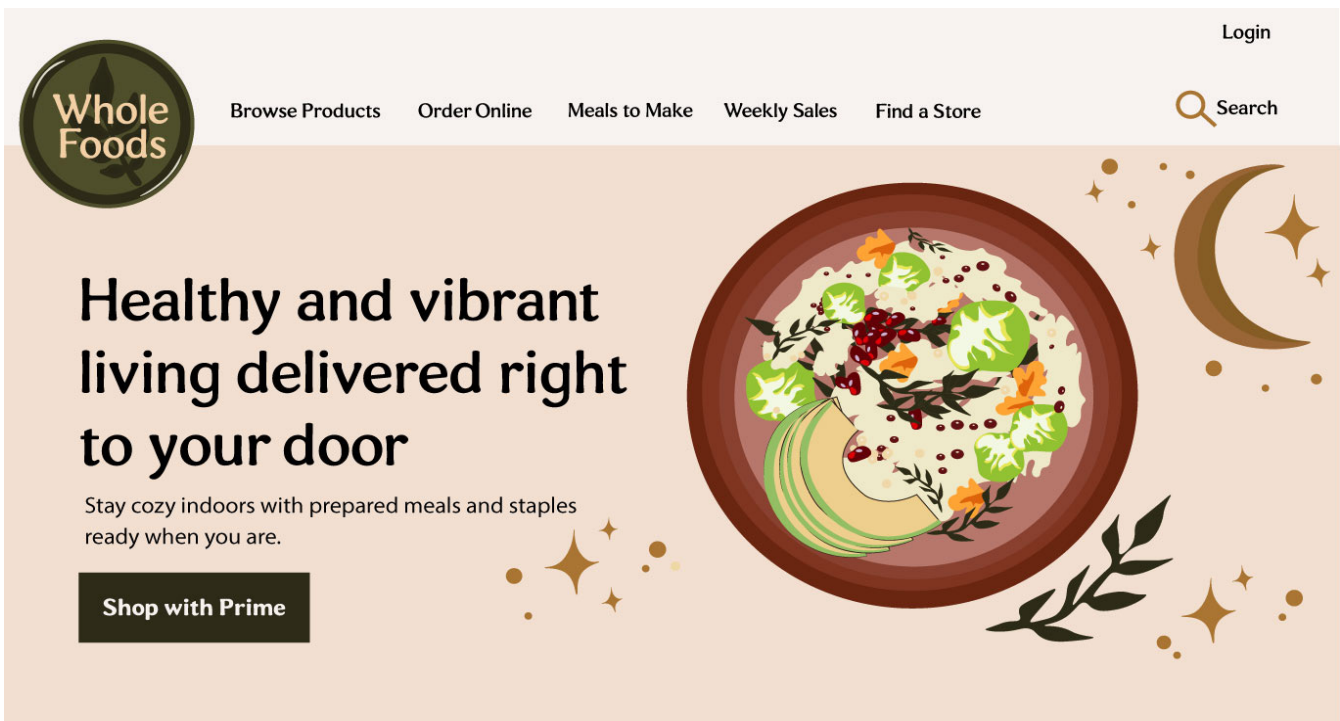 Login
Whole
Foods
Browse Products Order Online Meals to Make Weekly Sales Find a Store Search
Healthy and vibrant
living delivered right
to your door
Stay cozy indoors with prepared meals and staples
ready when you are.
Shop with Prime